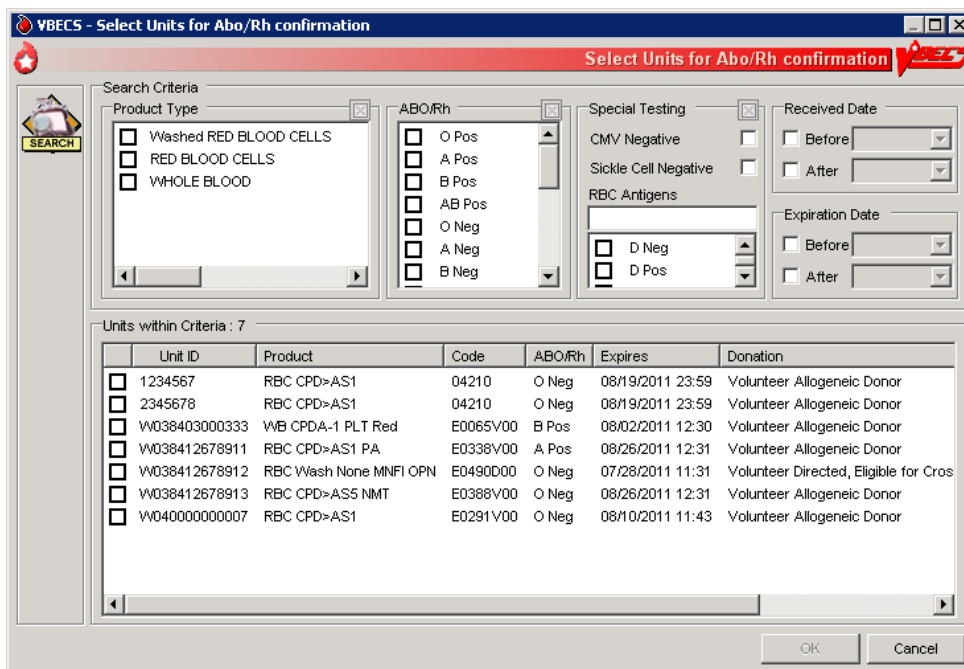 VBECS - Select Units for Abo/Rh confirmation
Select Units for Abo/Rh confirmation VBECS
SEARCH
Search Criteria
Product Type
Washed RED BLOOD CELLS
RED BLOOD CELLS
WHOLE BLOOD
ABO/Rh
O Pos
A Pos
B Pos
AB Pos
O Neg
A Neg
B Neg
Special Testing
CMV Negative
Sickle Cell Negative
RBC Antigens
D Neg
D Pos
Received Date
Before
After
Expiration Date
Before
After
Units within Criteria : 7
Unit ID Product Code ABO/Rh Expires Donation
1234567 RBC CPD>AS1 04210 O Neg 08/19/2011 23:59 Volunteer Allogeneic Donor
2345678 RBC CPD>AS1 04210 O Neg 08/19/2011 23:59 Volunteer Allogeneic Donor
W038403000333 WB CPDA-1 PLT Red E0065V00 B Pos 08/02/2011 12:30 Volunteer Allogeneic Donor
W038412678911 RBC CPD>AS1 PA E0338V00 A Pos 08/26/2011 12:31 Volunteer Allogeneic Donor
W038412678912 RBC Wash None MNFI OPN E0490D00 O Neg 07/28/2011 11:31 Volunteer Directed, Eligible for Cros
W038412678913 RBC CPD>AS5 NMT E0388V00 O Neg 08/26/2011 12:31 Volunteer Allogeneic Donor
W040000000007 RBC CPD>AS1 E0291V00 O Neg 08/10/2011 11:43 Volunteer Allogeneic Donor
OK Cancel